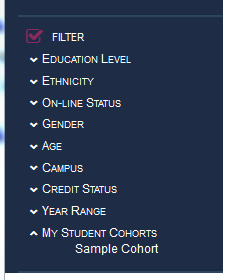 FILTER
Education Level
Ethnicity
On-line Status
Gender
Age
Campus
Credit Status
Year Range
My Student Cohorts
Sample Cohort